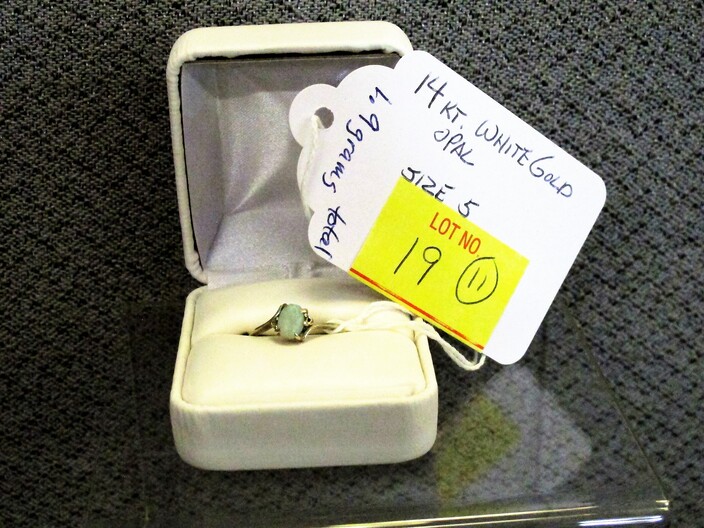 14 KT. WHITE GOLD
OPAL
SIZE 5
LOT NO.
19 11
1.9 grams total